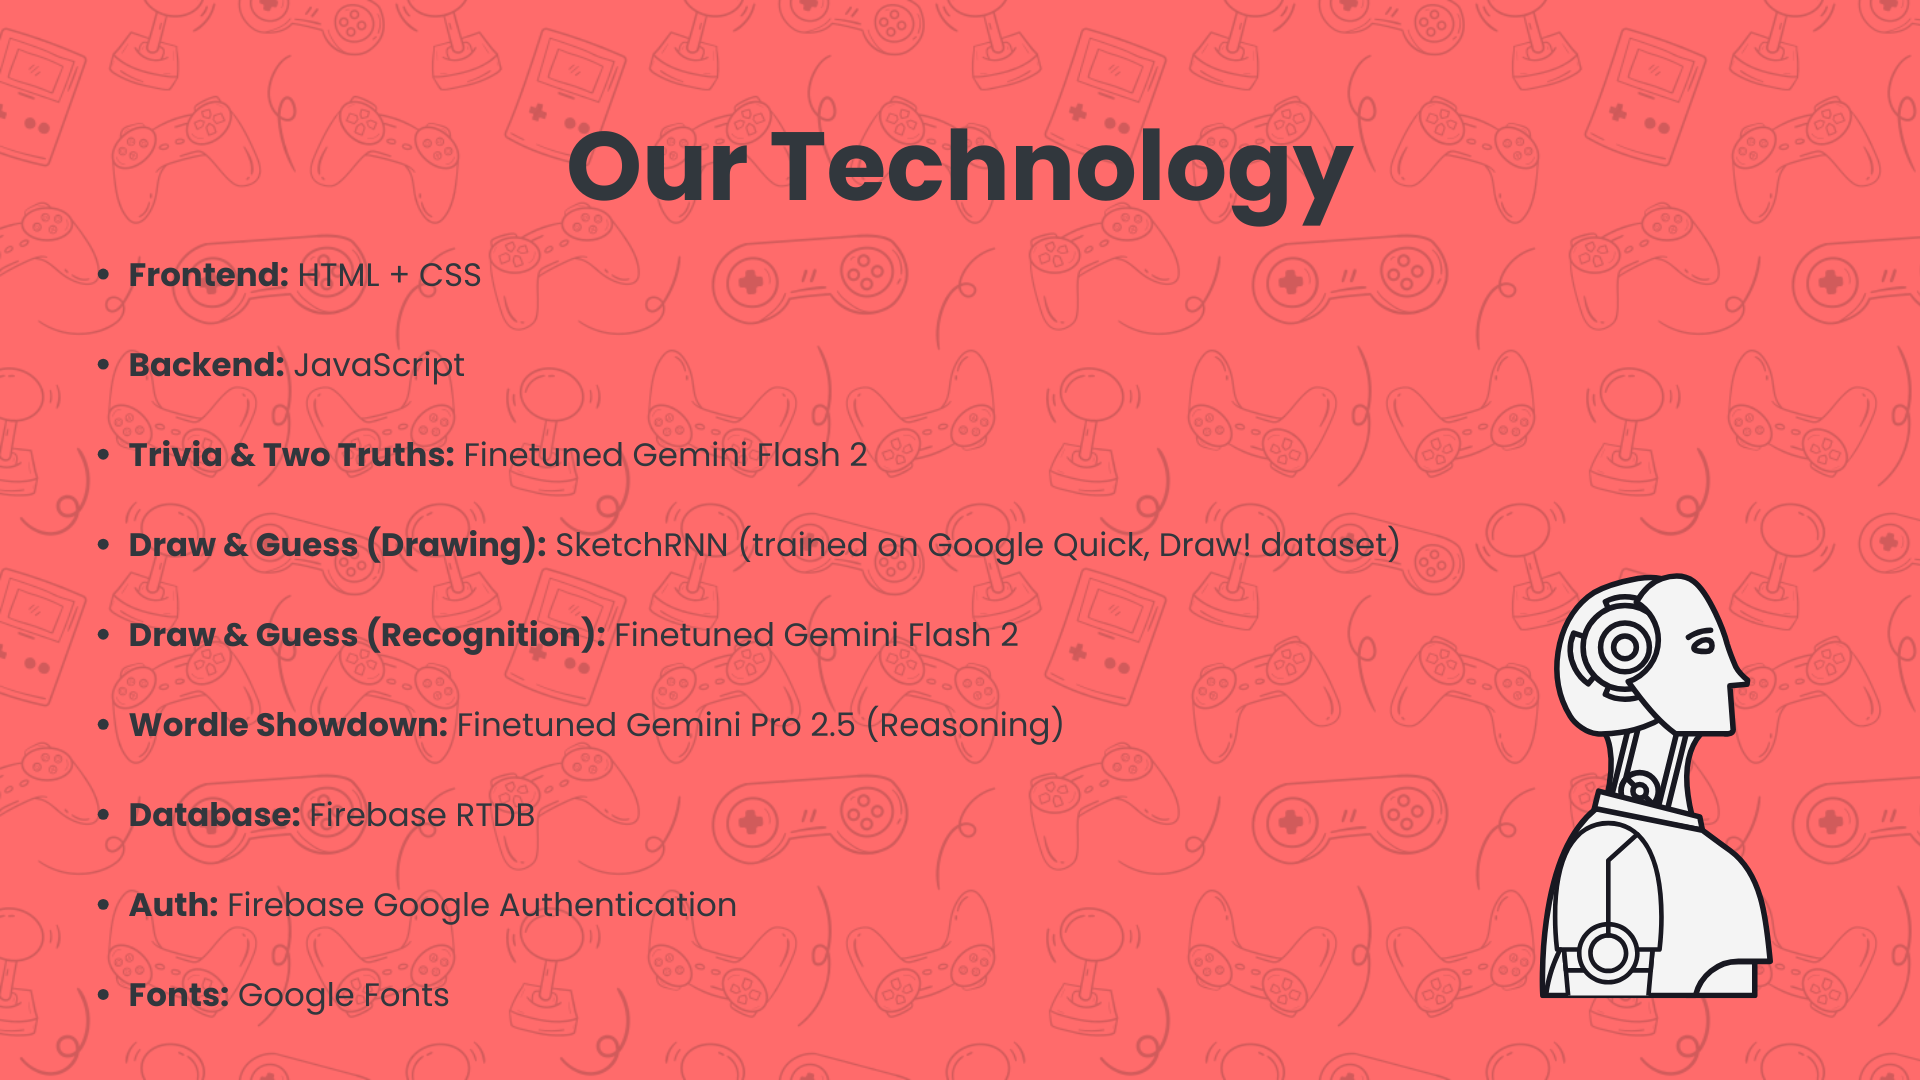 Our Technology
• Frontend: HTML + CSS
• Backend: JavaScript
• Trivia & Two Truths: Finetuned Gemini Flash 2
• Draw & Guess (Drawing): SketchRNN (trained on Google Quick, Draw! dataset)
• Draw & Guess (Recognition): Finetuned Gemini Flash 2
• Wordle Showdown: Finetuned Gemini Pro 2.5 (Reasoning)
• Database: Firebase RTDB
• Auth: Firebase Google Authentication
• Fonts: Google Fonts